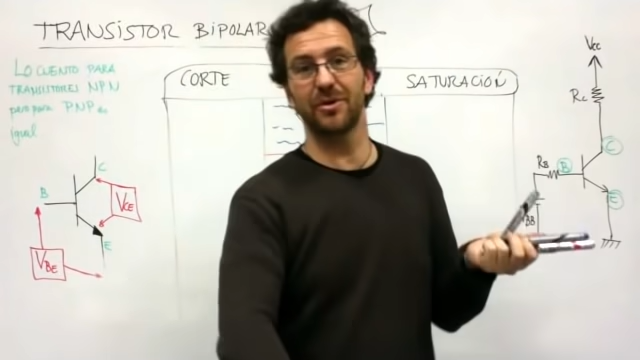 TRANSISTOR BIPOLAR
LO CUENTO PARA
TRANSISTORES NPN
pero para PNP es
igual
CORTE
SATURACIÓN
C
B
E
VCE
VBE
VCC
RC
RB
B
C
E
BB